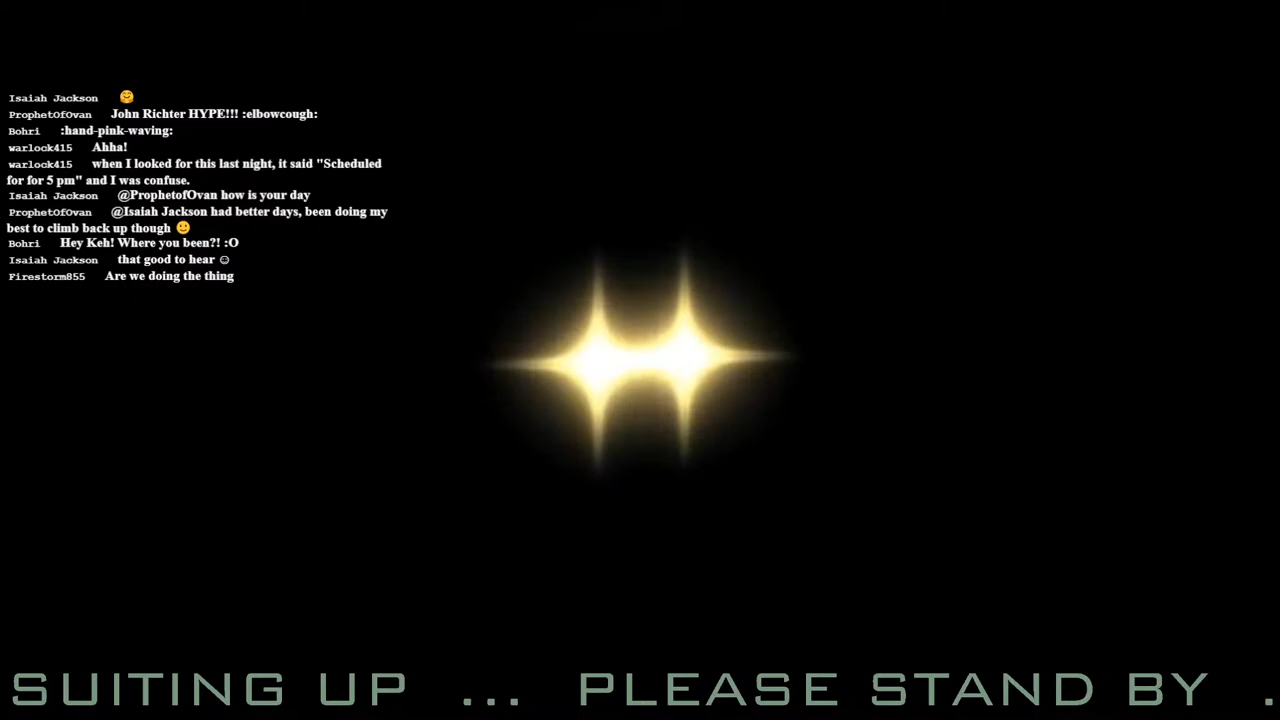 Isaiah Jackson 🤗
ProphetOfOvan John Richter HYPE!!! :elbowcough:
Bohri :hand-pink-waving:
warlock415 Ahha!
warlock415 when I looked for this last night, it said "Scheduled
for for 5 pm" and I was confuse.
Isaiah Jackson @ProphetofOvan how is your day
ProphetOfOvan @Isaiah Jackson had better days, been doing my
best to climb back up though 🙂
Bohri Hey Keh! Where you been?! :O
Isaiah Jackson that good to hear ☺
Firestorm855 Are we doing the thing
SUITING UP ... PLEASE STAND BY .